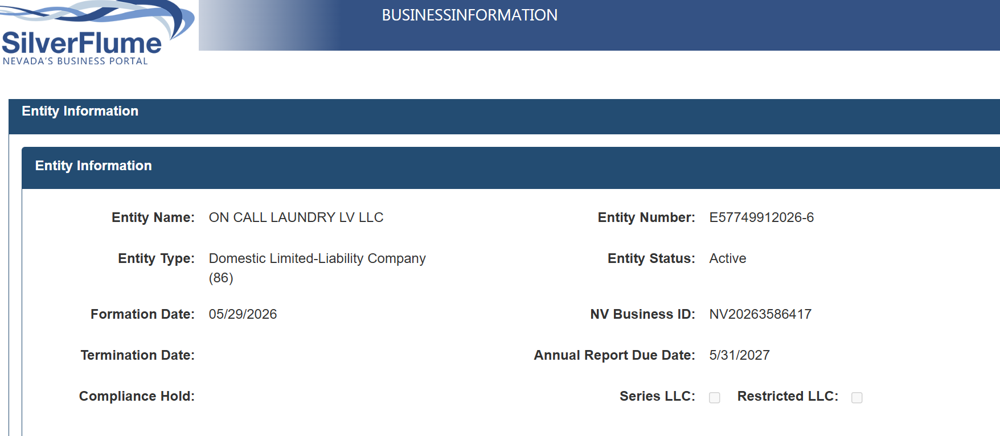 BUSINESSINFORMATION
SilverFlume
NEVADA'S BUSINESS PORTAL
Entity Information
Entity Information
Entity Name: ON CALL LAUNDRY LV LLC Entity Number: E57749912026-6
Entity Type: Domestic Limited-Liability Company Entity Status: Active
(86)
Formation Date: 05/29/2026 NV Business ID: NV20263586417
Termination Date: Annual Report Due Date: 5/31/2027
Compliance Hold: Series LLC: Restricted LLC: